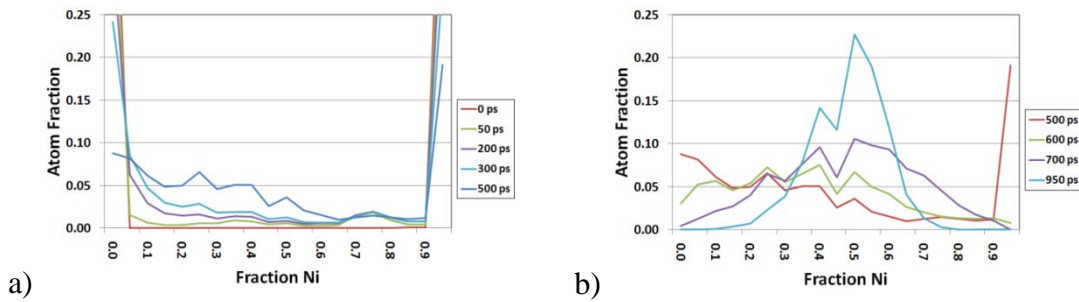 0.25
0.20
0.15
0.10
0.05
0.00
Atom Fraction
0.0
0.1
0.2
0.3
0.4
0.5
0.6
0.7
0.8
0.9
Fraction Ni
0 ps
50 ps
200 ps
300 ps
500 ps
a)
0.25
0.20
0.15
0.10
0.05
0.00
Atom Fraction
0.0
0.1
0.2
0.3
0.4
0.5
0.6
0.7
0.8
0.9
Fraction Ni
500 ps
600 ps
700 ps
950 ps
b)